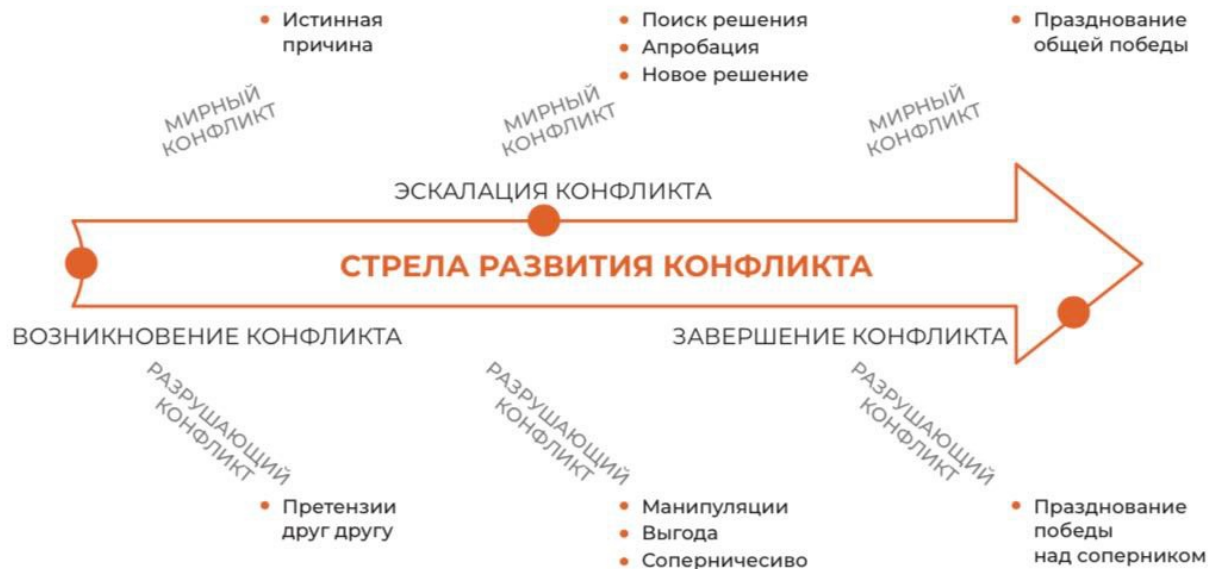 • Истинная
причина
• Поиск решения
• Апробация
• Новое решение
• Празднование
общей победы
МИРНЫЙ
КОНФЛИКТ
МИРНЫЙ
КОНФЛИКТ
МИРНЫЙ
КОНФЛИКТ
ЭСКАЛАЦИЯ КОНФЛИКТА
СТРЕЛА РАЗВИТИЯ КОНФЛИКТА
ВОЗНИКНОВЕНИЕ КОНФЛИКТА
ЗАВЕРШЕНИЕ КОНФЛИКТА
РАЗРУШАЮЩИЙ
КОНФЛИКТ
РАЗРУШАЮЩИЙ
КОНФЛИКТ
РАЗРУШАЮЩИЙ
КОНФЛИКТ
• Претензии
друг другу
• Манипуляции
• Выгода
• Соперничесиво
• Празднование
победы
над соперником